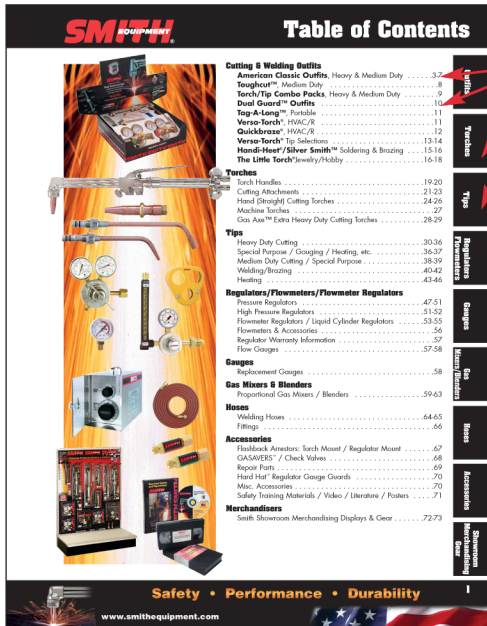 SMITH EQUIPMENT®
Table of Contents
Cutting & Welding Outfits
American Classic Outfits, Heavy & Medium Duty . . . . . .3-7
Toughcut™, Medium Duty . . . . . . . . . . . . . . . . . . . . . .8
Torch/Tip Combo Packs, Heavy & Medium Duty . . . . . . .9
Dual Guard™ Outfits . . . . . . . . . . . . . . . . . . . . . . . .10
Tag-A-Long™, Portable . . . . . . . . . . . . . . . . . . . . . .11
Versa-Torch®, HVAC/R . . . . . . . . . . . . . . . . . . . . . .11
Quickbraze®, HVAC/R . . . . . . . . . . . . . . . . . . . . . .12
Versa-Torch® Tip Selections . . . . . . . . . . . . . . . . .13-14
Handi-Heet®/Silver Smith™ Soldering & Brazing . . . .15-16
The Little Torch®Jewelry/Hobby . . . . . . . . . . . . . . .16-18
Torches
Torch Handles . . . . . . . . . . . . . . . . . . . . . . . . . .19-20
Cutting Attachments . . . . . . . . . . . . . . . . . . . . . .21-23
Hand (Straight) Cutting Torches . . . . . . . . . . . . . . .24-26
Machine Torches . . . . . . . . . . . . . . . . . . . . . . . . . .27
Gas Axe™ Extra Heavy Duty Cutting Torches . . . . . . .28-29
Tips
Heavy Duty Cutting . . . . . . . . . . . . . . . . . . . . . . .30-36
Special Purpose / Gouging / Heating, etc. . . . . . . . .36-37
Medium Duty Cutting / Special Purpose . . . . . . . . . .38-39
Welding/Brazing . . . . . . . . . . . . . . . . . . . . . . . .40-42
Heating . . . . . . . . . . . . . . . . . . . . . . . . . . . . . .43-46
Regulators/Flowmeters/Flowmeter Regulators
Pressure Regulators . . . . . . . . . . . . . . . . . . . . . .47-51
High Pressure Regulators . . . . . . . . . . . . . . . . . . .51-52
Flowmeter Regulators / Liquid Cylinder Regulators . . . .53-55
Flowmeters & Accessories . . . . . . . . . . . . . . . . . . . .56
Regulator Warranty Information . . . . . . . . . . . . . . . . .57
Flow Gauges . . . . . . . . . . . . . . . . . . . . . . . . . . .57-58
Gauges
Replacement Gauges . . . . . . . . . . . . . . . . . . . . . . .58
Gas Mixers & Blenders
Proportional Gas Mixers / Blenders . . . . . . . . . . . . .59-63
Hoses
Welding Hoses . . . . . . . . . . . . . . . . . . . . . . . . . .64-65
Fittings . . . . . . . . . . . . . . . . . . . . . . . . . . . . . . . .66
Accessories
Flashback Arrestors: Torch Mount / Regulator Mount . . . . .67
GASAVERS™ / Check Valves . . . . . . . . . . . . . . . . . .68
Repair Parts . . . . . . . . . . . . . . . . . . . . . . . . . . . . .69
Hard Hat™ Regulator Gauge Guards . . . . . . . . . . . . .70
Misc. Accessories . . . . . . . . . . . . . . . . . . . . . . . . . .70
Safety Training Materials / Video / Literature / Posters . . . .71
Merchandisers
Smith Showroom Merchandising Displays & Gear . . . . . .72-73
Outfits
Torches
Tips
Regulators
Flowmeters
Gauges
Gas
Mixers/Blenders
Hoses
Accessories
Showroom
Merchandising
Gear
Safety • Performance • Durability
1
www.smithequipment.com